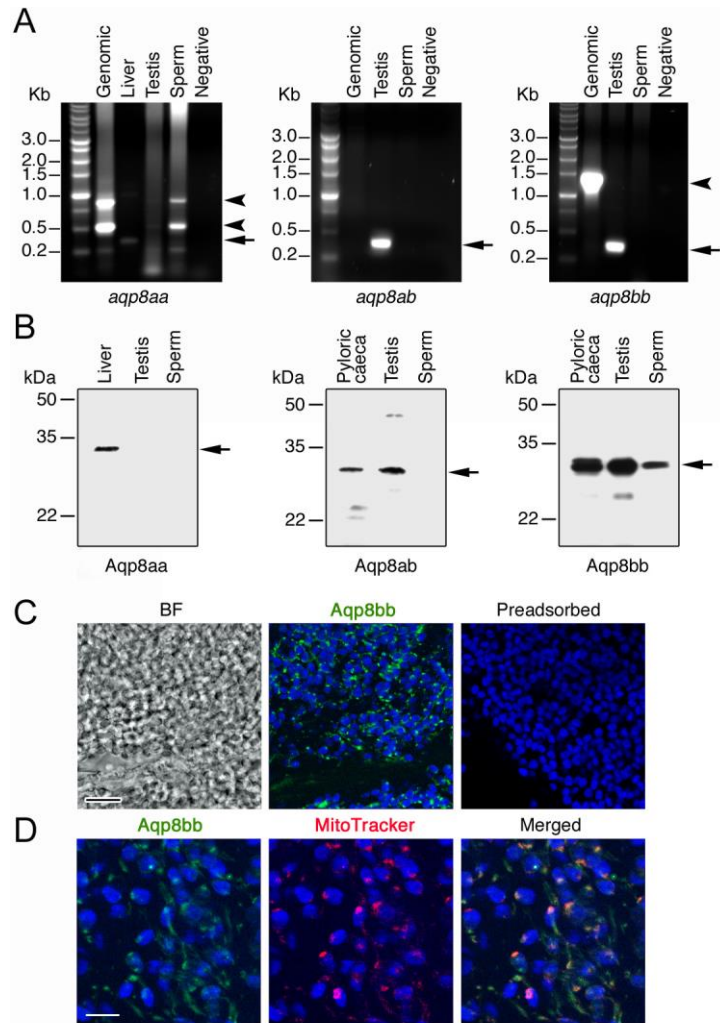 A
Genomic Liver Testis Sperm Negative
Genomic Testis Sperm Negative
Genomic Testis Sperm Negative
Kb Kb Kb
3.0 3.0 3.0
2.0 2.0 2.0
1.5 1.5 1.5
1.0 1.0 1.0
0.5 0.5 0.5
0.2 0.2 0.2
aqp8aa aqp8ab aqp8bb
B
Liver Testis Sperm
Pyloric caeca Testis Sperm
Pyloric caeca Testis Sperm
kDa kDa kDa
50 50 50
35 35 35
22 22 22
Aqp8aa Aqp8ab Aqp8bb
C
BF Aqp8bb Preadsorbed
D
Aqp8bb MitoTracker Merged